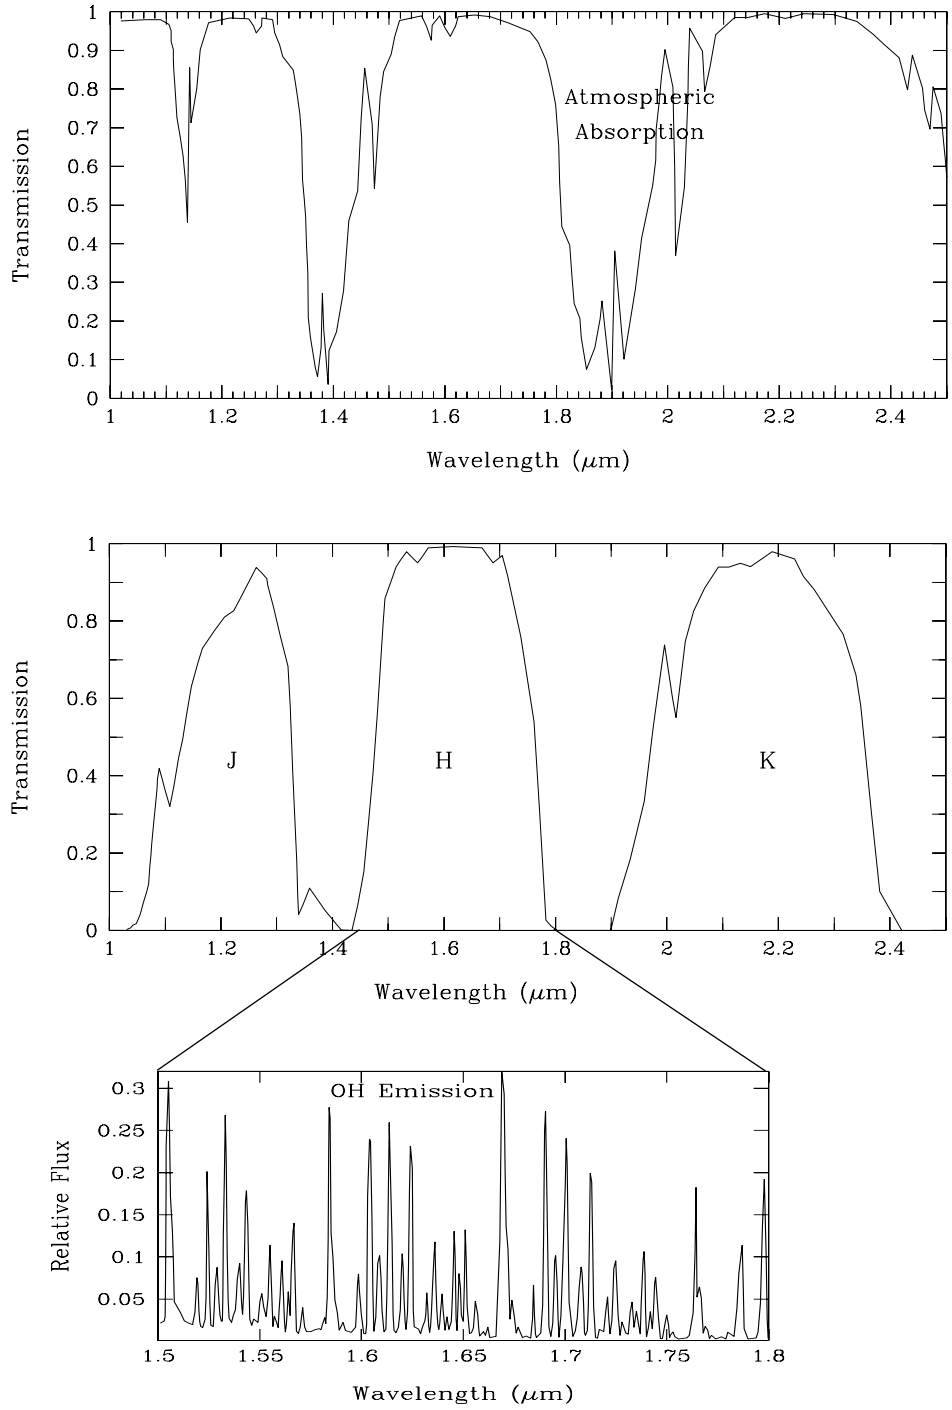 1
0.9
0.8
0.7
0.6
0.5
0.4
0.3
0.2
0.1
0
Transmission
Atmospheric
Absorption
1 1.2 1.4 1.6 1.8 2 2.2 2.4
Wavelength (μm)
1
0.8
0.6
0.4
0.2
0
Transmission
J H K
1 1.2 1.4 1.6 1.8 2 2.2 2.4
Wavelength (μm)
OH Emission
0.3
0.25
0.2
0.15
0.1
0.05
Relative Flux
1.5 1.55 1.6 1.65 1.7 1.75 1.8
Wavelength (μm)